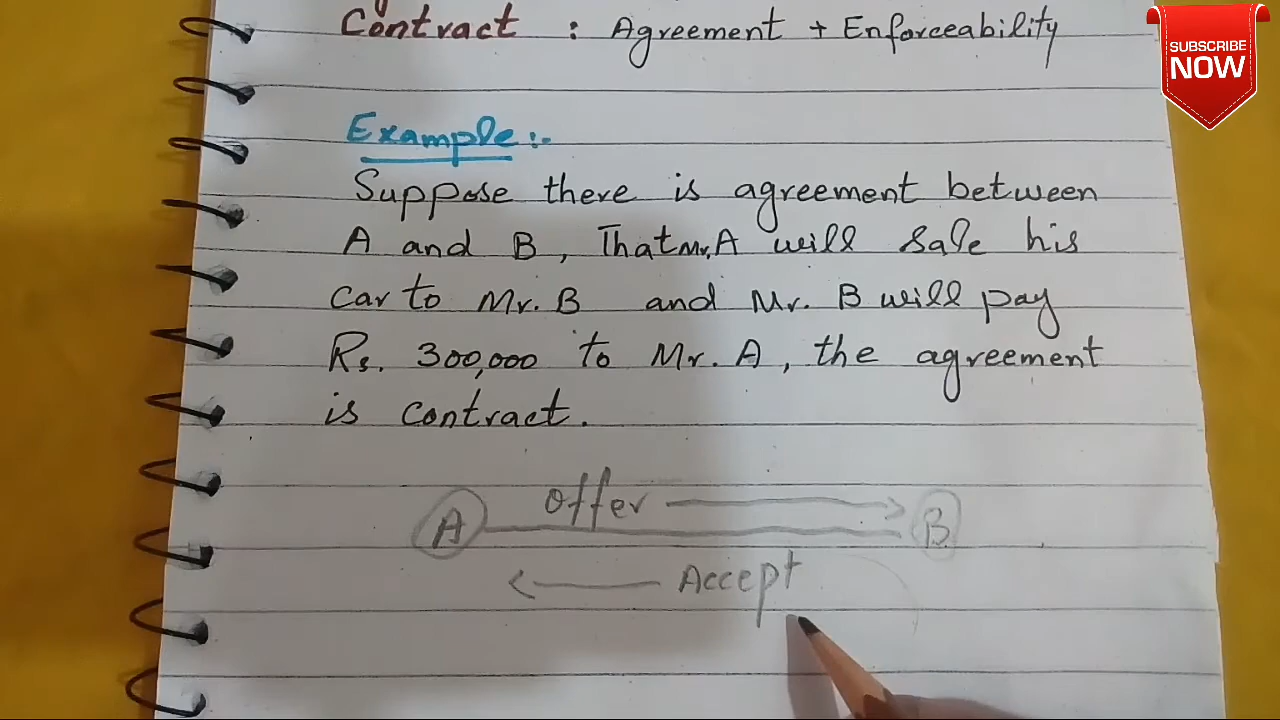 Contract : Agreement + Enforceability
SUBSCRIBE
NOW
Example:-
Suppose there is agreement between
A and B, That Mr, A will sale his
car to Mr. B and Mr. B will pay
Rs. 300,000 to Mr. A, the agreement
is contract.
Offer
A B
Accept